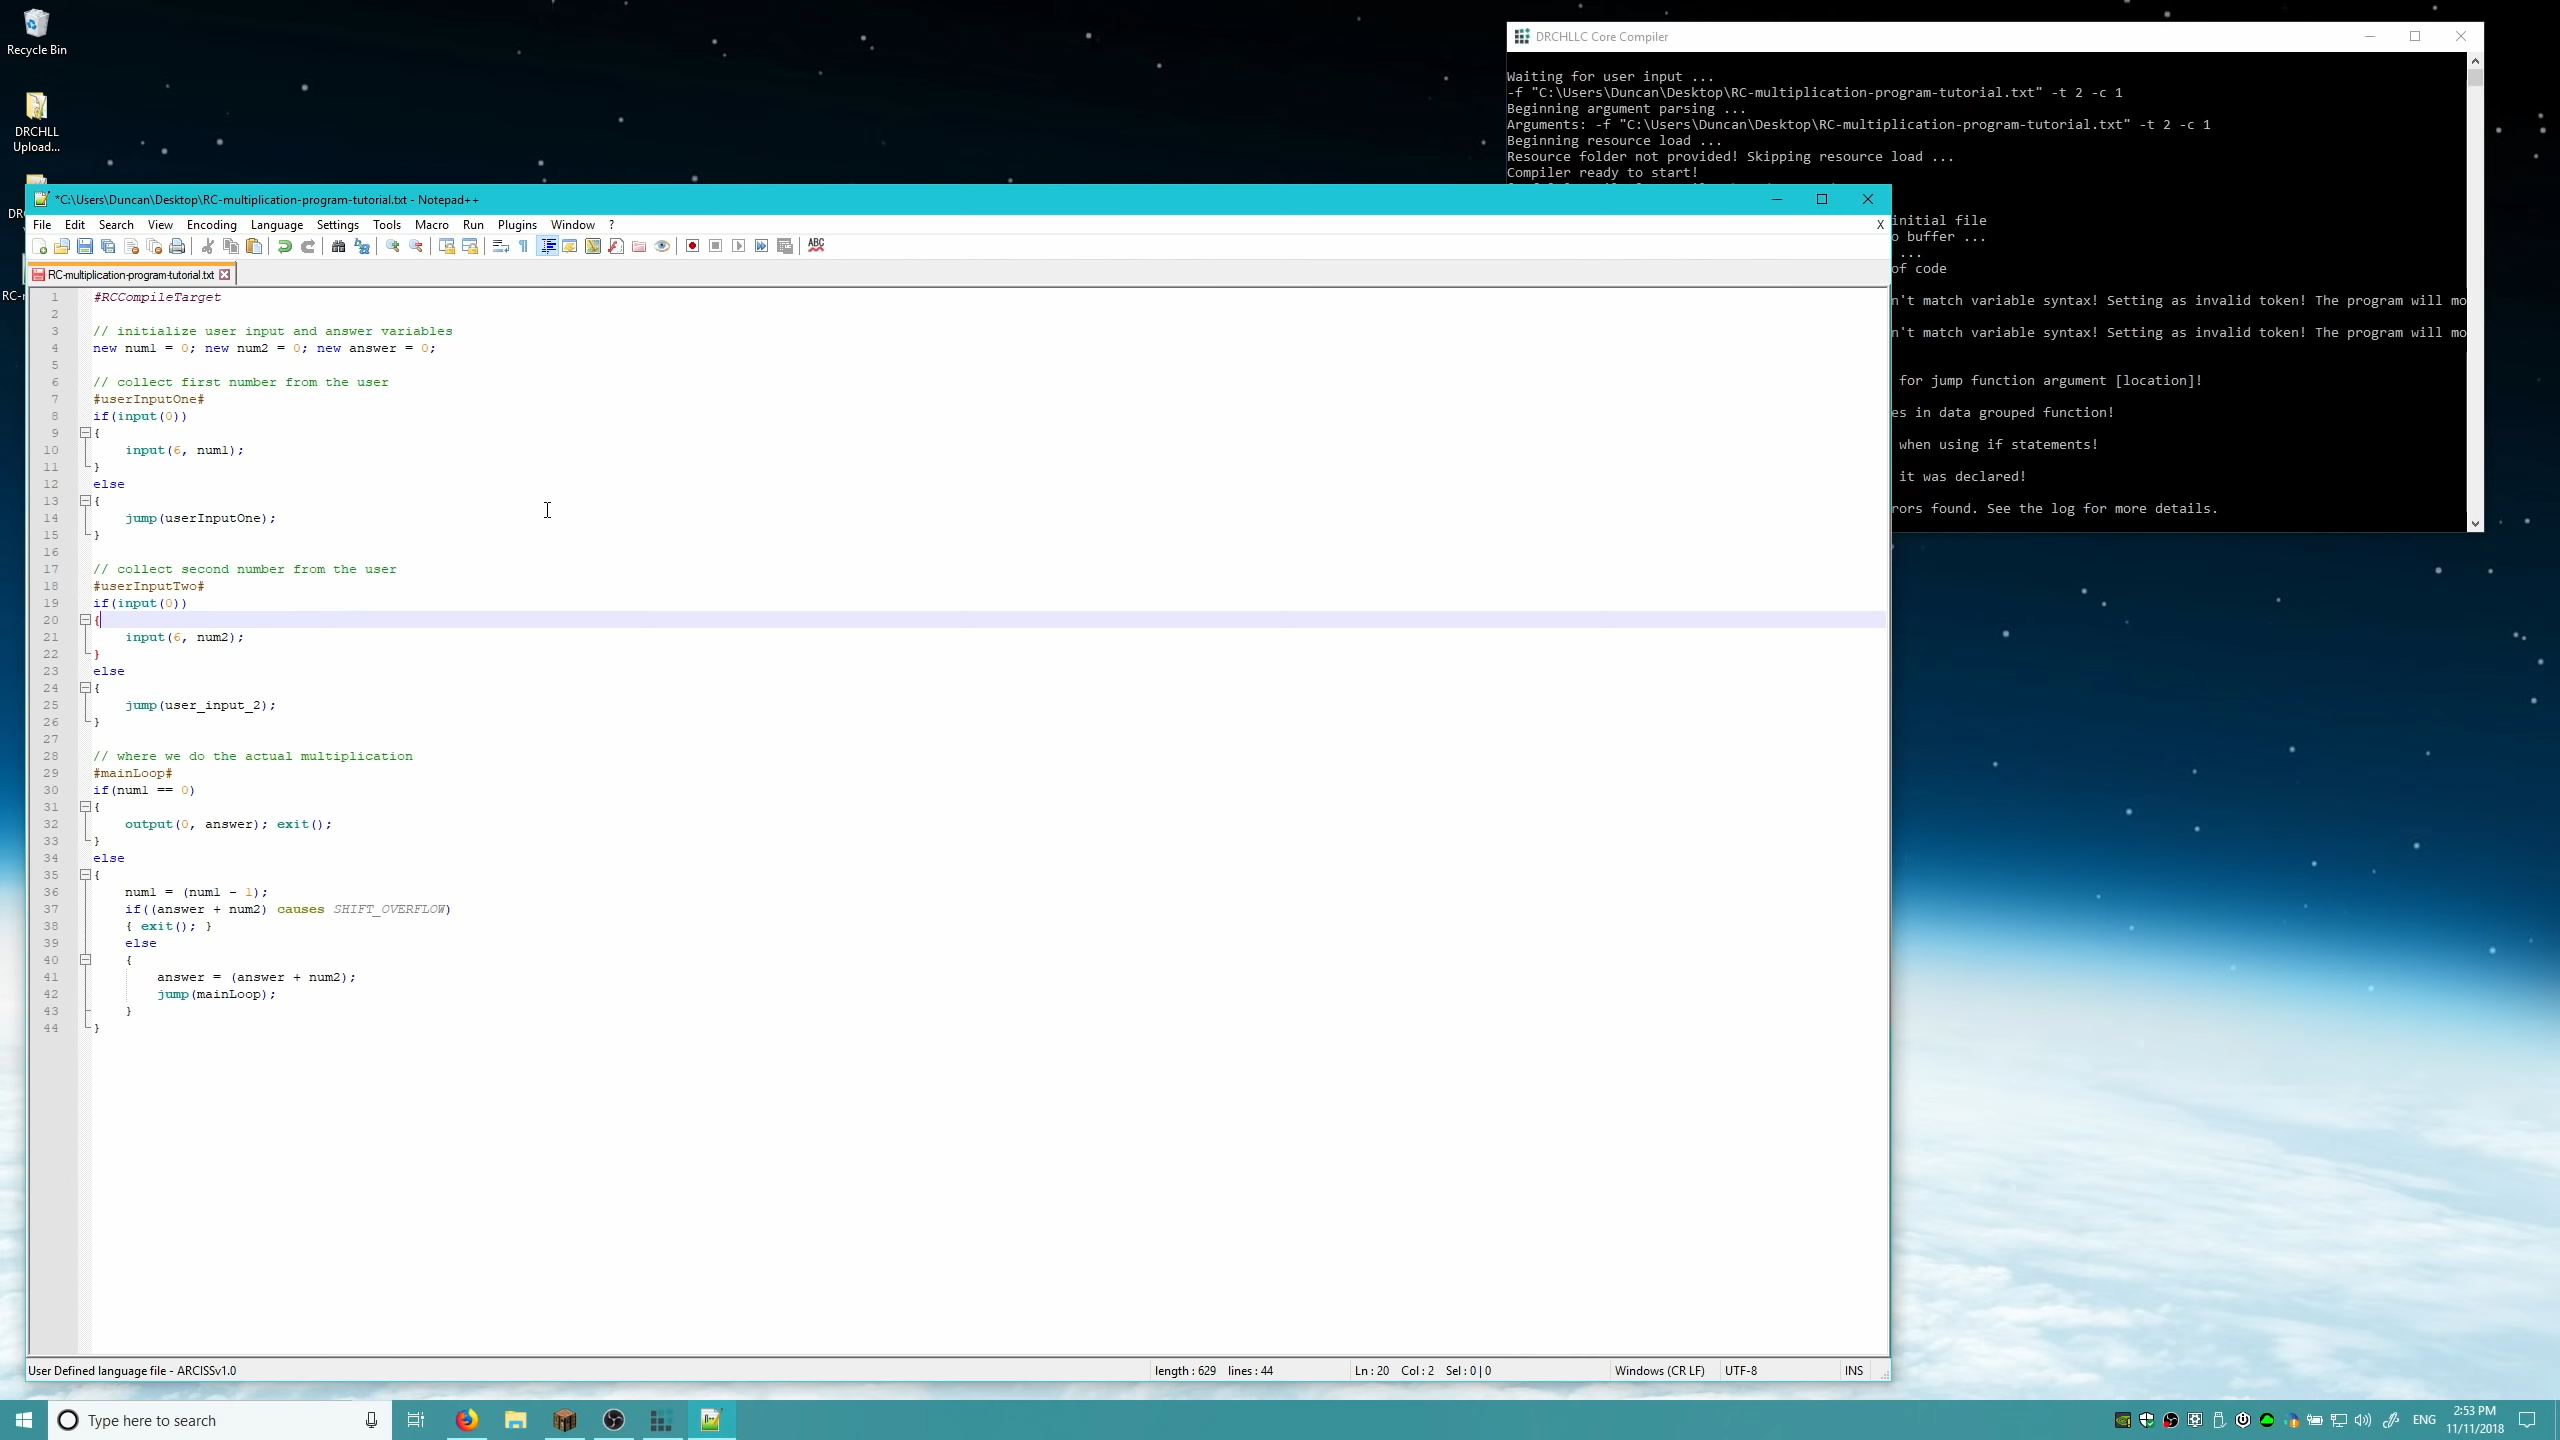 Recycle Bin
DRCHLL
Upload...
DRCHLLC Core Compiler
Waiting for user input ...
-f "C:\Users\Duncan\Desktop\RC-multiplication-program-tutorial.txt" -t 2 -c 1
Beginning argument parsing ...
Arguments: -f "C:\Users\Duncan\Desktop\RC-multiplication-program-tutorial.txt" -t 2 -c 1
Beginning resource load ...
Resource folder not provided! Skipping resource load ...
Compiler ready to start!
initial file
o buffer ...
...
of code
n't match variable syntax! Setting as invalid token! The program will mo
n't match variable syntax! Setting as invalid token! The program will mo
for jump function argument [location]!
es in data grouped function!
when using if statements!
it was declared!
rors found. See the log for more details.
DR
RC-r
*C:\Users\Duncan\Desktop\RC-multiplication-program-tutorial.txt - Notepad++
File Edit Search View Encoding Language Settings Tools Macro Run Plugins Window ? X
ABC
RC-multiplication-program-tutorial.txt
1 #RCCompileTarget
2
3 // initialize user input and answer variables
4 new num1 = 0; new num2 = 0; new answer = 0;
5
6 // collect first number from the user
7 #userInputOne#
8 if(input(0))
9 {
10 input(6, num1);
11 }
12 else
13 {
14 jump(userInputOne);
15 }
16
17 // collect second number from the user
18 #userInputTwo#
19 if(input(0))
20 {
21 input(6, num2);
22 }
23 else
24 {
25 jump(user_input_2);
26 }
27
28 // where we do the actual multiplication
29 #mainLoop#
30 if(num1 == 0)
31 {
32 output(0, answer); exit();
33 }
34 else
35 {
36 num1 = (num1 - 1);
37 if((answer + num2) causes SHIFT_OVERFLOW)
38 { exit(); }
39 else
40 {
41 answer = (answer + num2);
42 jump(mainLoop);
43 }
44 }
User Defined language file - ARCISSv1.0 length : 629 lines : 44 Ln : 20 Col : 2 Sel : 0 | 0 Windows (CR LF) UTF-8 INS
Type here to search
ENG
2:53 PM
11/11/2018